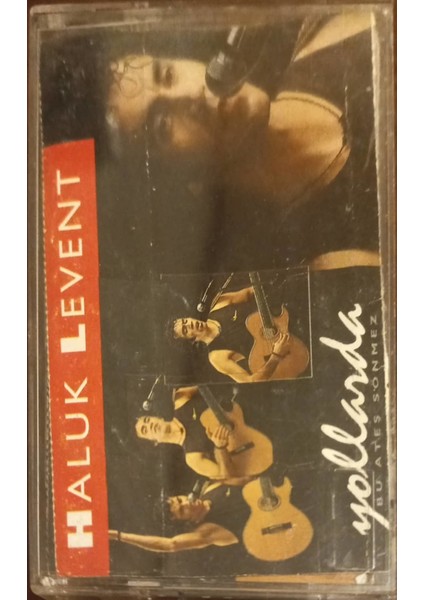 HALUK LEVENT
yollarda
BU ATEŞ SÖNMEZ